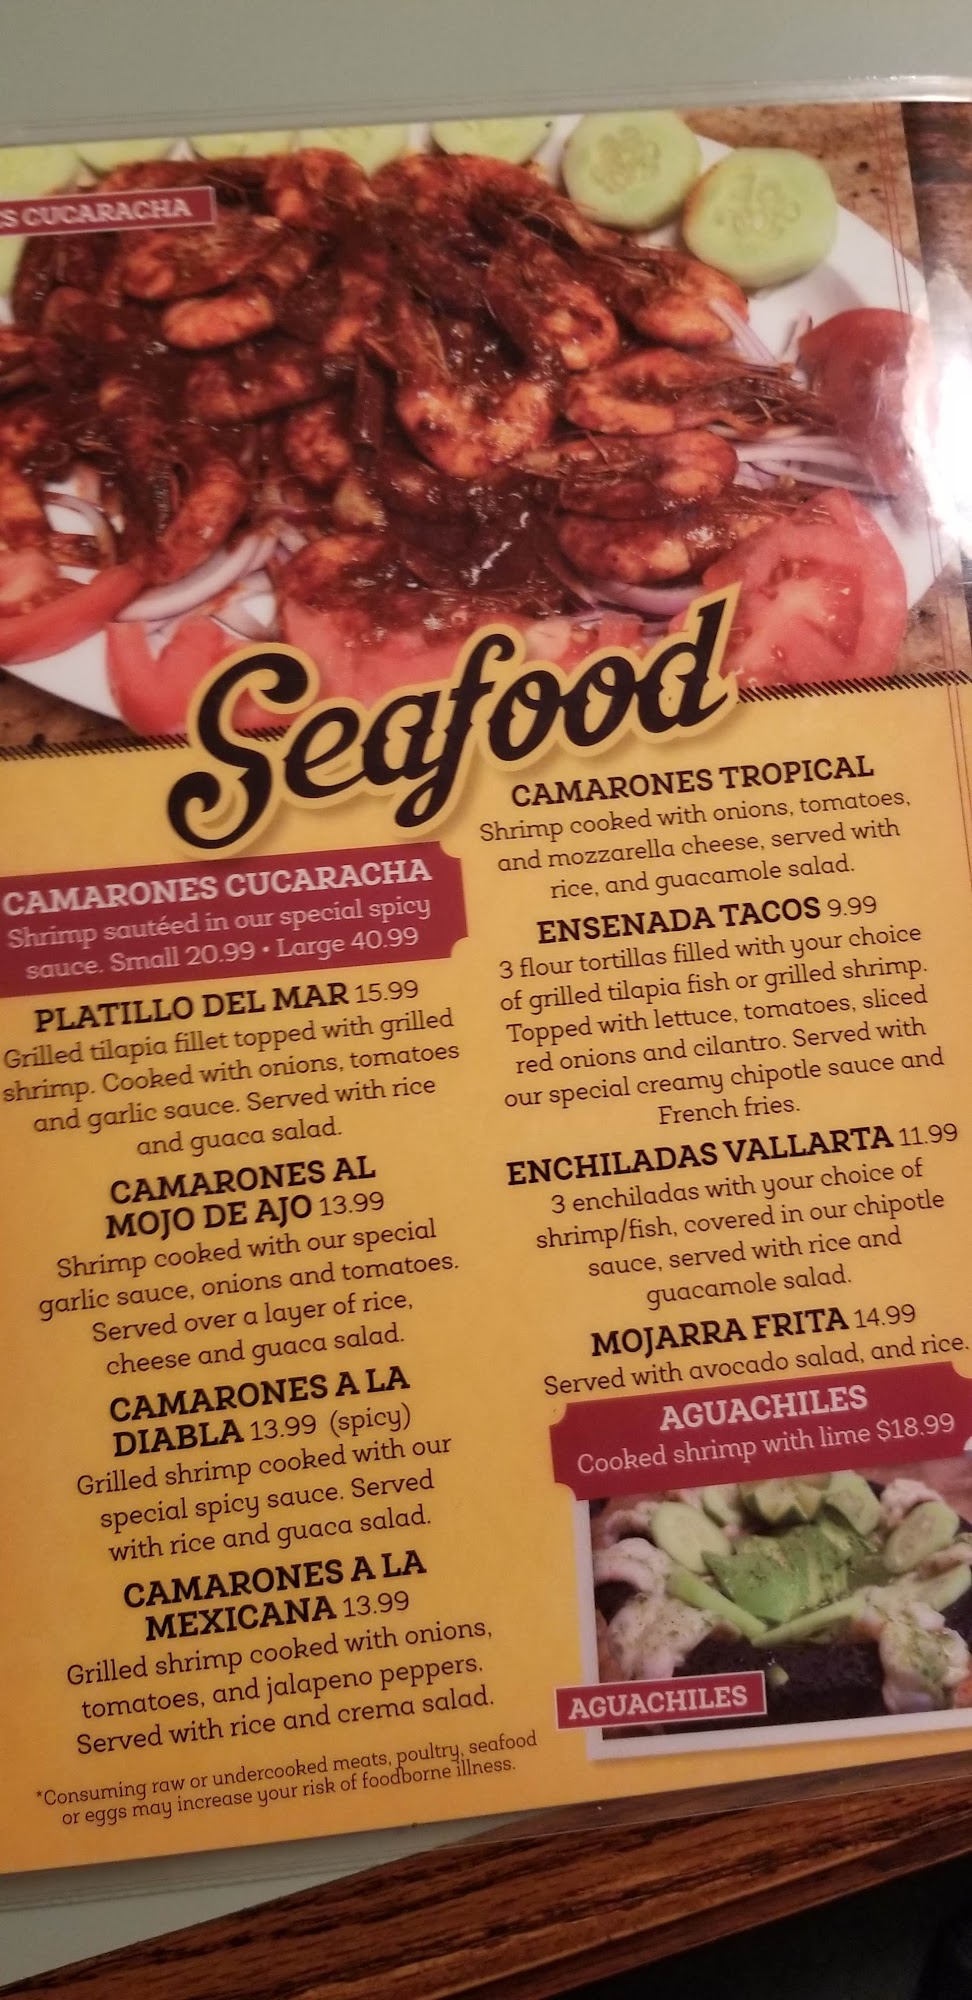 ES CUCARACHA
Seafood
CAMARONES CUCARACHA
Shrimp sautéed in our special spicy
sauce. Small 20.99 • Large 40.99
PLATILLO DEL MAR 15.99
Grilled tilapia fillet topped with grilled
shrimp. Cooked with onions, tomatoes
and garlic sauce. Served with rice
and guaca salad.
CAMARONES AL
MOJO DE AJO 13.99
Shrimp cooked with our special
garlic sauce, onions and tomatoes.
Served over a layer of rice,
cheese and guaca salad.
CAMARONES A LA
DIABLA 13.99 (spicy)
Grilled shrimp cooked with our
special spicy sauce. Served
with rice and guaca salad.
CAMARONES A LA
MEXICANA 13.99
Grilled shrimp cooked with onions,
tomatoes, and jalapeno peppers.
Served with rice and crema salad.
*Consuming raw or undercooked meats, poultry, seafood
or eggs may increase your risk of foodborne illness.
CAMARONES TROPICAL
Shrimp cooked with onions, tomatoes,
and mozzarella cheese, served with
rice, and guacamole salad.
ENSENADA TACOS 9.99
3 flour tortillas filled with your choice
of grilled tilapia fish or grilled shrimp.
Topped with lettuce, tomatoes, sliced
red onions and cilantro. Served with
our special creamy chipotle sauce and
French fries.
ENCHILADAS VALLARTA 11.99
3 enchiladas with your choice of
shrimp/fish, covered in our chipotle
sauce, served with rice and
guacamole salad.
MOJARRA FRITA 14.99
Served with avocado salad, and rice.
AGUACHILES
Cooked shrimp with lime $18.99
AGUACHILES